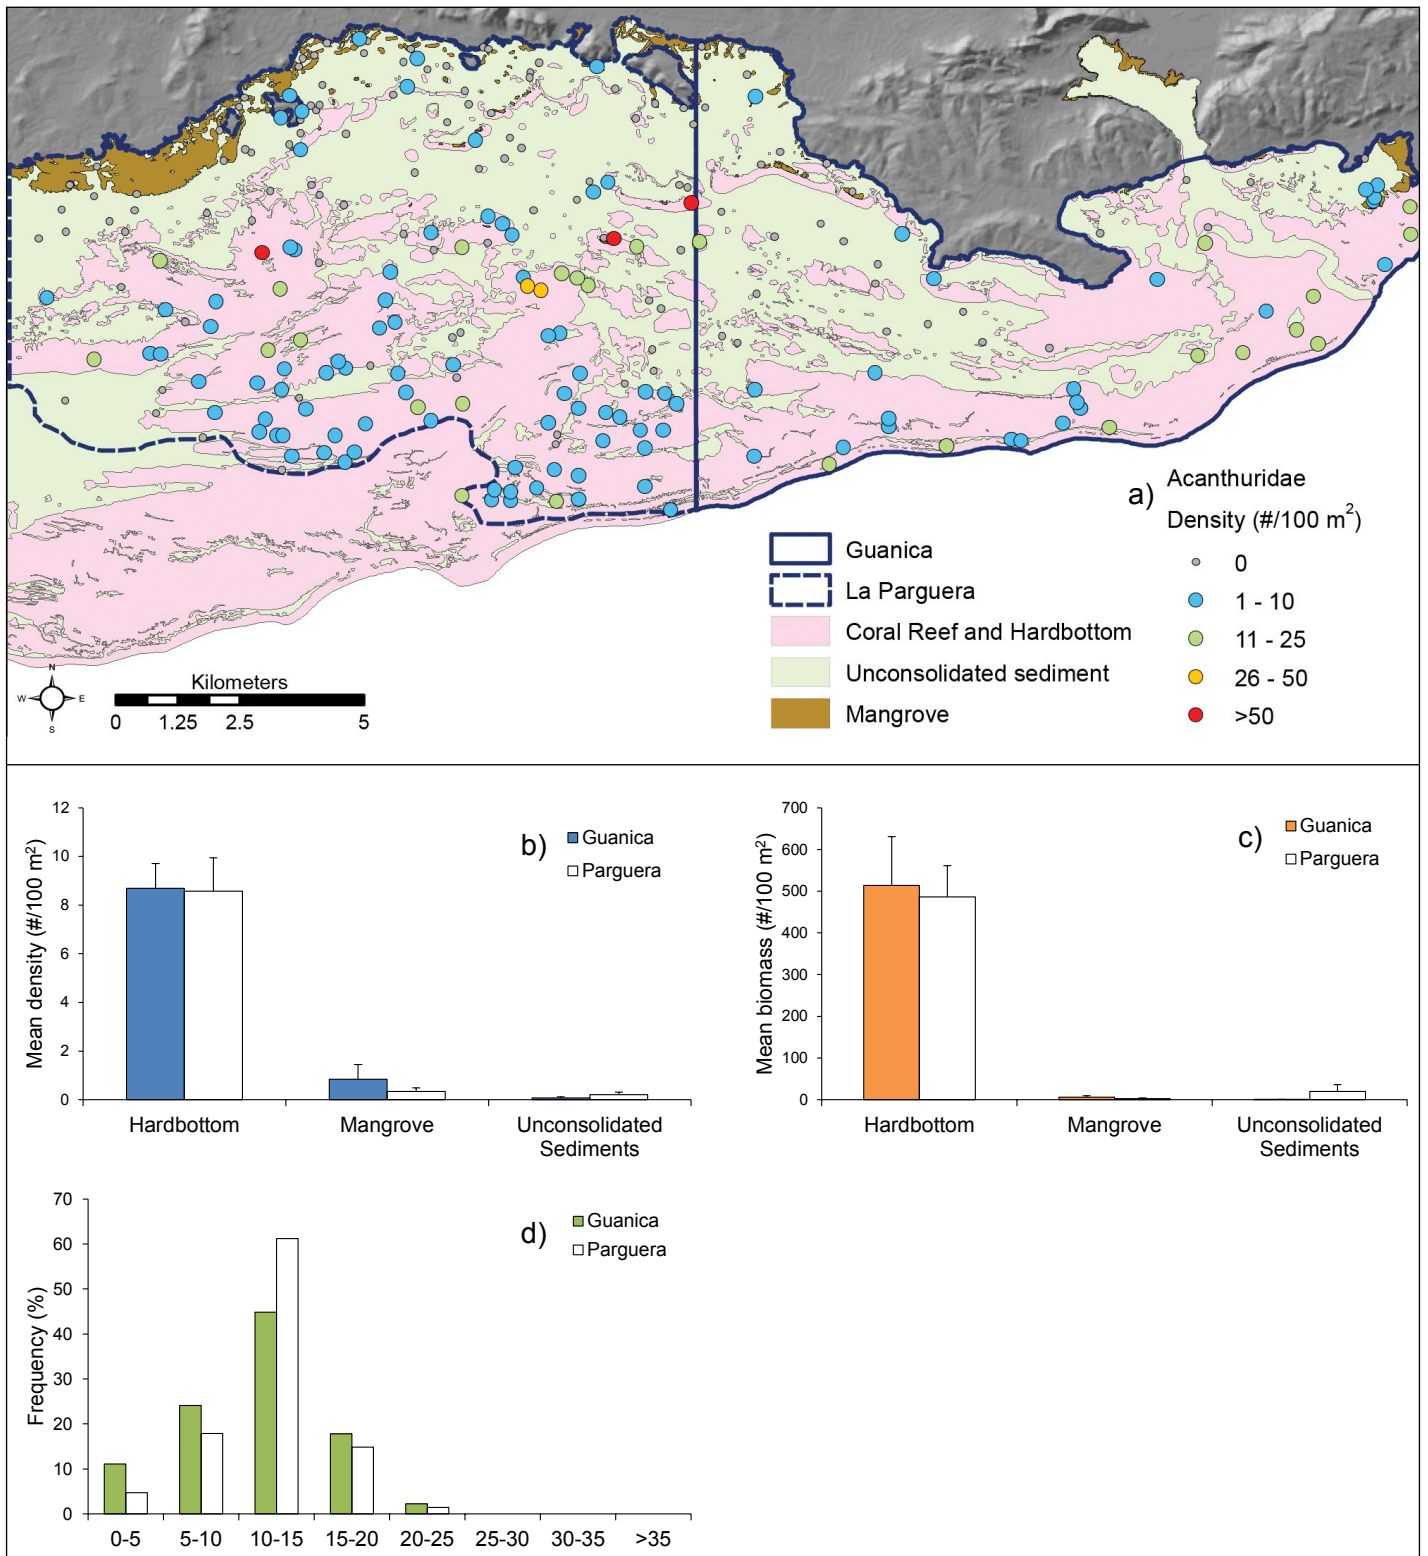 a)
Acanthuridae
Density (#/100 m²)
0
1 - 10
11 - 25
26 - 50
>50
Guanica
La Parguera
Coral Reef and Hardbottom
Unconsolidated sediment
Mangrove
N
W E
S
Kilometers
0 1.25 2.5 5
b)
Guanica
Parguera
Mean density (#/100 m²)
12
10
8
6
4
2
0
Hardbottom
Mangrove
Unconsolidated
Sediments
c)
Guanica
Parguera
Mean biomass (#/100 m²)
700
600
500
400
300
200
100
0
Hardbottom
Mangrove
Unconsolidated
Sediments
d)
Guanica
Parguera
Frequency (%)
70
60
50
40
30
20
10
0
0-5 5-10 10-15 15-20 20-25 25-30 30-35 >35